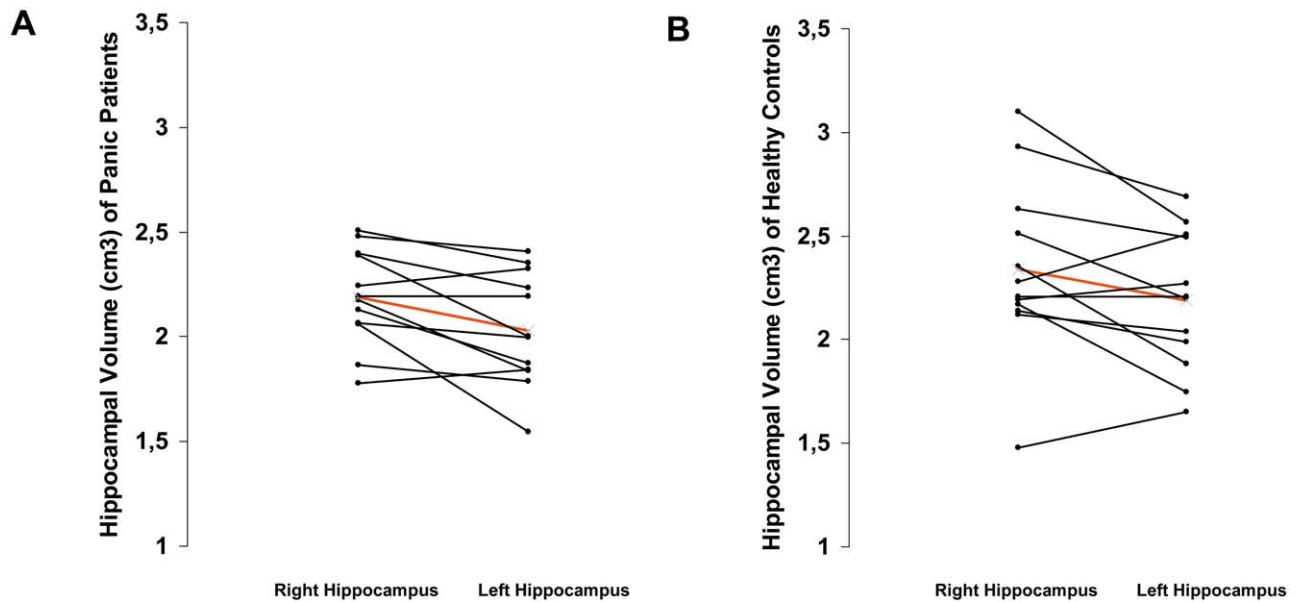 A
Hippocampal Volume (cm3) of Panic Patients
3,5
3
2,5
2
1,5
1
Right Hippocampus
Left Hippocampus
B
Hippocampal Volume (cm3) of Healthy Controls
3,5
3
2,5
2
1,5
1
Right Hippocampus
Left Hippocampus